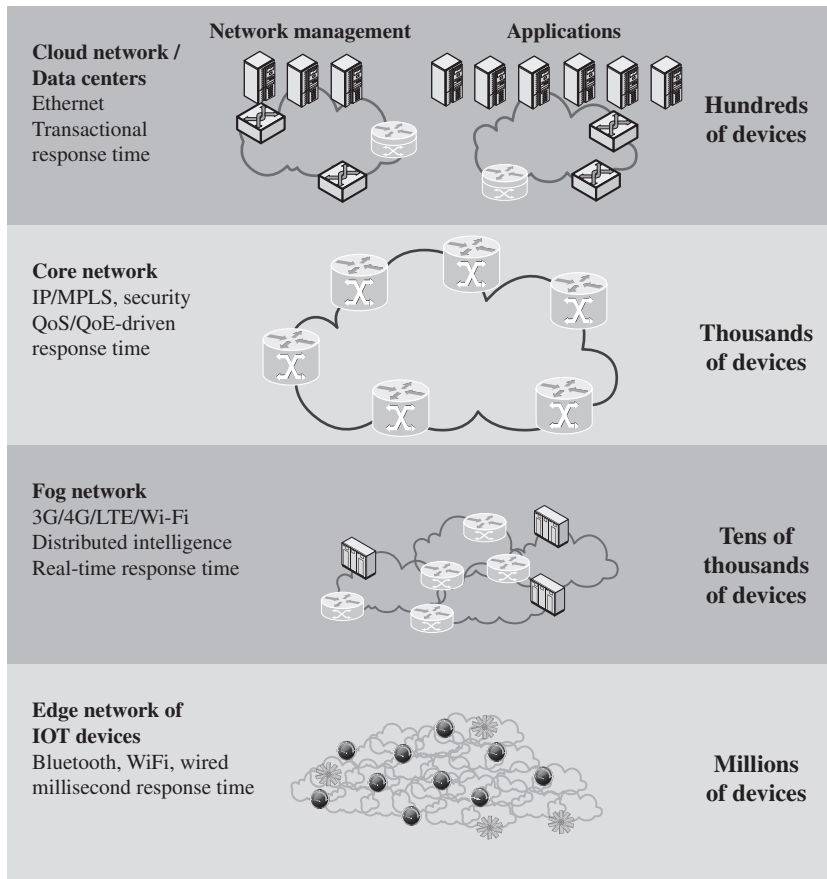 Network management
Applications
Cloud network /
Data centers
Ethernet
Transactional
response time
Hundreds
of devices
Core network
IP/MPLS, security
QoS/QoE-driven
response time
Thousands
of devices
Fog network
3G/4G/LTE/Wi-Fi
Distributed intelligence
Real-time response time
Tens of
thousands
of devices
Edge network of
IOT devices
Bluetooth, WiFi, wired
millisecond response time
Millions
of devices